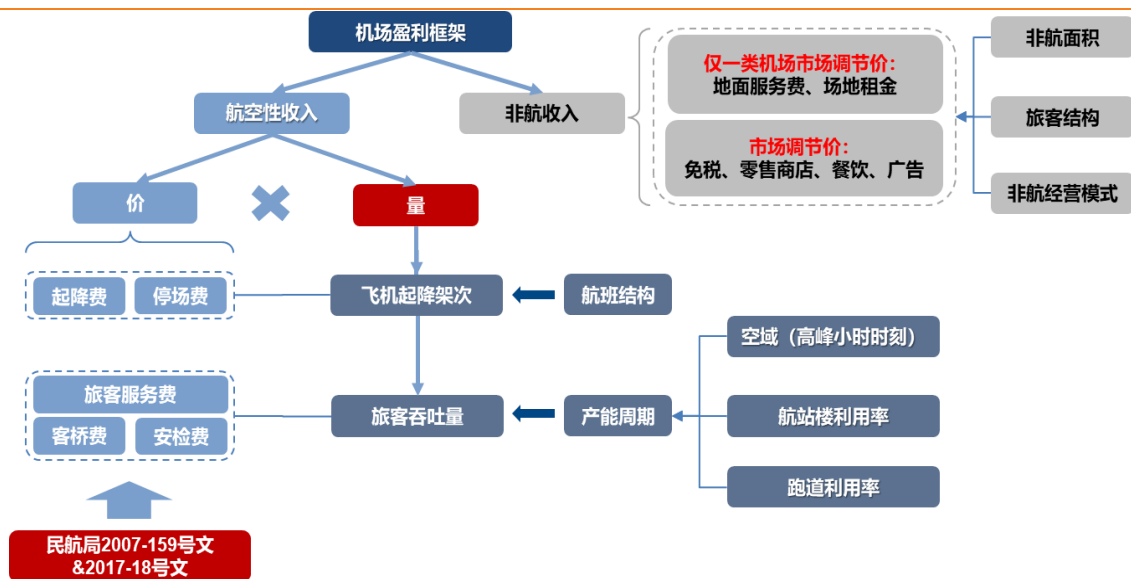 机场盈利框架
航空性收入
非航收入
仅一类机场市场调节价：
地面服务费、场地租金
市场调节价：
免税、零售商店、餐饮、广告
非航面积
旅客结构
非航经营模式
价
量
起降费
停场费
飞机起降架次
航班结构
旅客服务费
客桥费
安检费
旅客吞吐量
产能周期
空域（高峰小时时刻）
航站楼利用率
跑道利用率
民航局2007-159号文
&2017-18号文